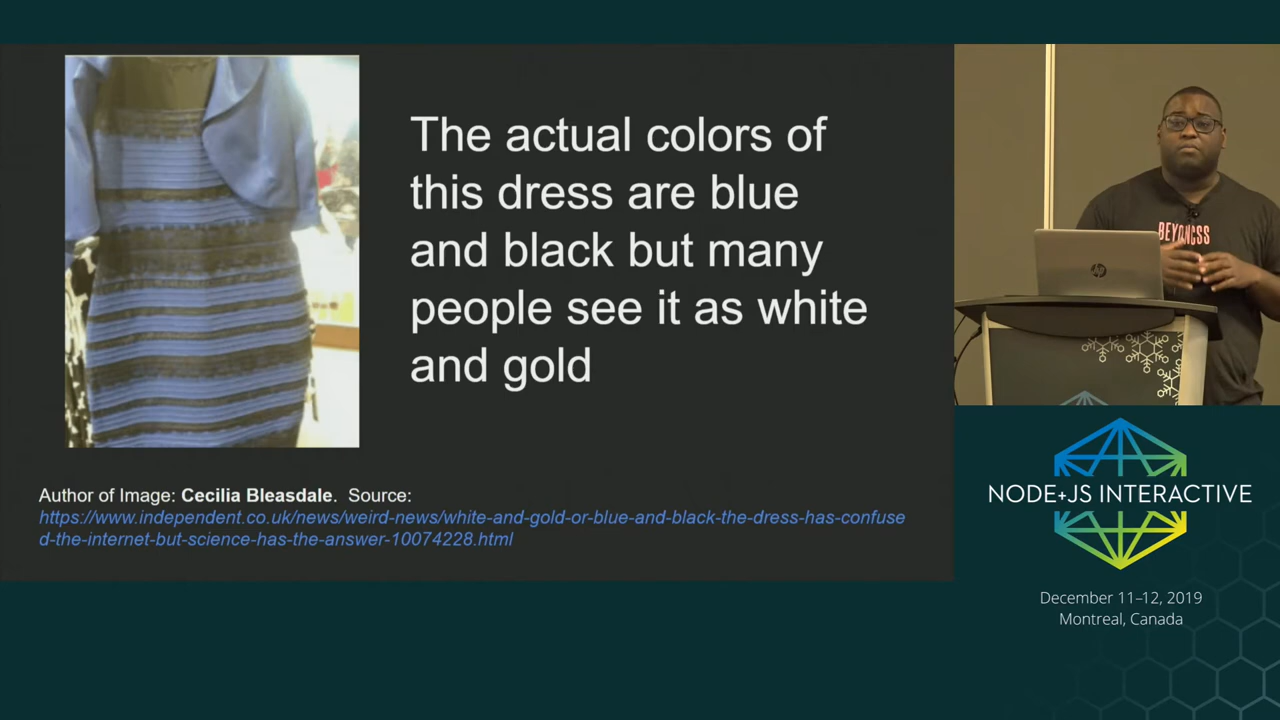 The actual colors of
this dress are blue
and black but many
people see it as white
and gold
Author of Image: Cecilia Bleasdale. Source:
https://www.independent.co.uk/news/weird-news/white-and-gold-or-blue-and-black-the-dress-has-confuse
d-the-internet-but-science-has-the-answer-10074228.html
BEYONCSS
hp
NODE+JS INTERACTIVE
December 11–12, 2019
Montreal, Canada